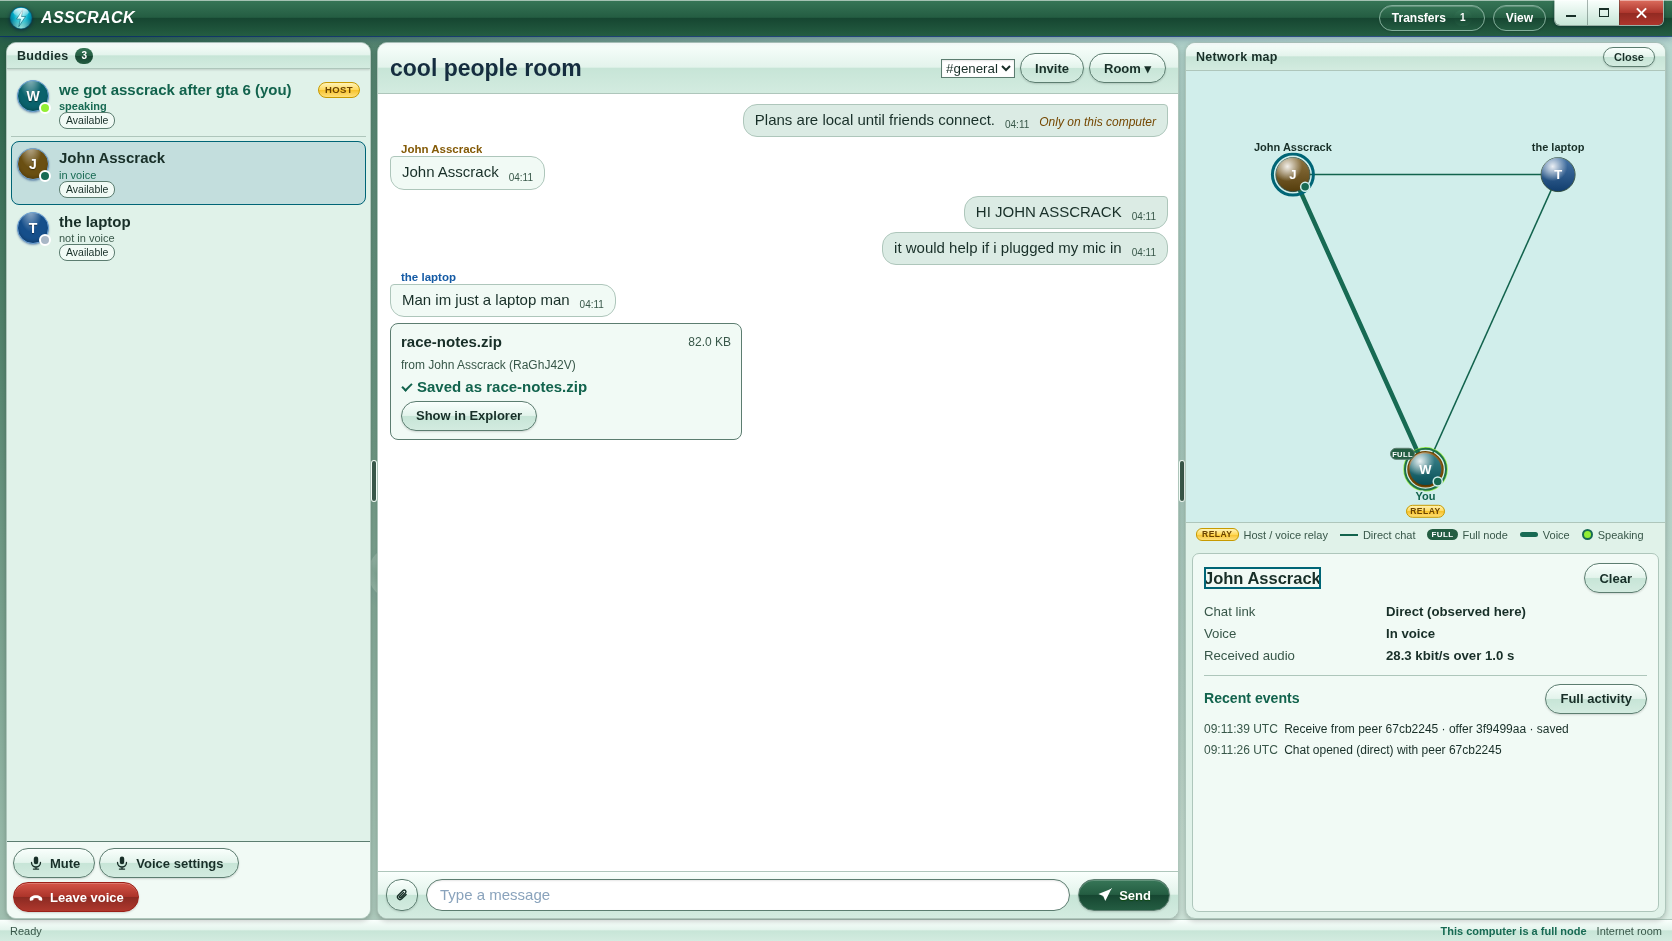 ASSCRACK
Transfers 1
View
Buddies 3
W
we got asscrack after gta 6 (you)
HOST
speaking
Available
J
John Asscrack
in voice
Available
T
the laptop
not in voice
Available
Mute
Voice settings
Leave voice
cool people room
#general
Invite
Room ▾
Plans are local until friends connect. 04:11 Only on this computer
John Asscrack
John Asscrack 04:11
HI JOHN ASSCRACK 04:11
it would help if i plugged my mic in 04:11
the laptop
Man im just a laptop man 04:11
race-notes.zip 82.0 KB
from John Asscrack (RaGhJ42V)
Saved as race-notes.zip
Show in Explorer
Type a message
Send
Network map
Close
John Asscrack
the laptop
J
T
FULL
W
You
RELAY
RELAY Host / voice relay Direct chat FULL Full node Voice Speaking
John Asscrack
Clear
Chat link Direct (observed here)
Voice In voice
Received audio 28.3 kbit/s over 1.0 s
Recent events
Full activity
09:11:39 UTC Receive from peer 67cb2245 · offer 3f9499aa · saved
09:11:26 UTC Chat opened (direct) with peer 67cb2245
Ready
This computer is a full node Internet room